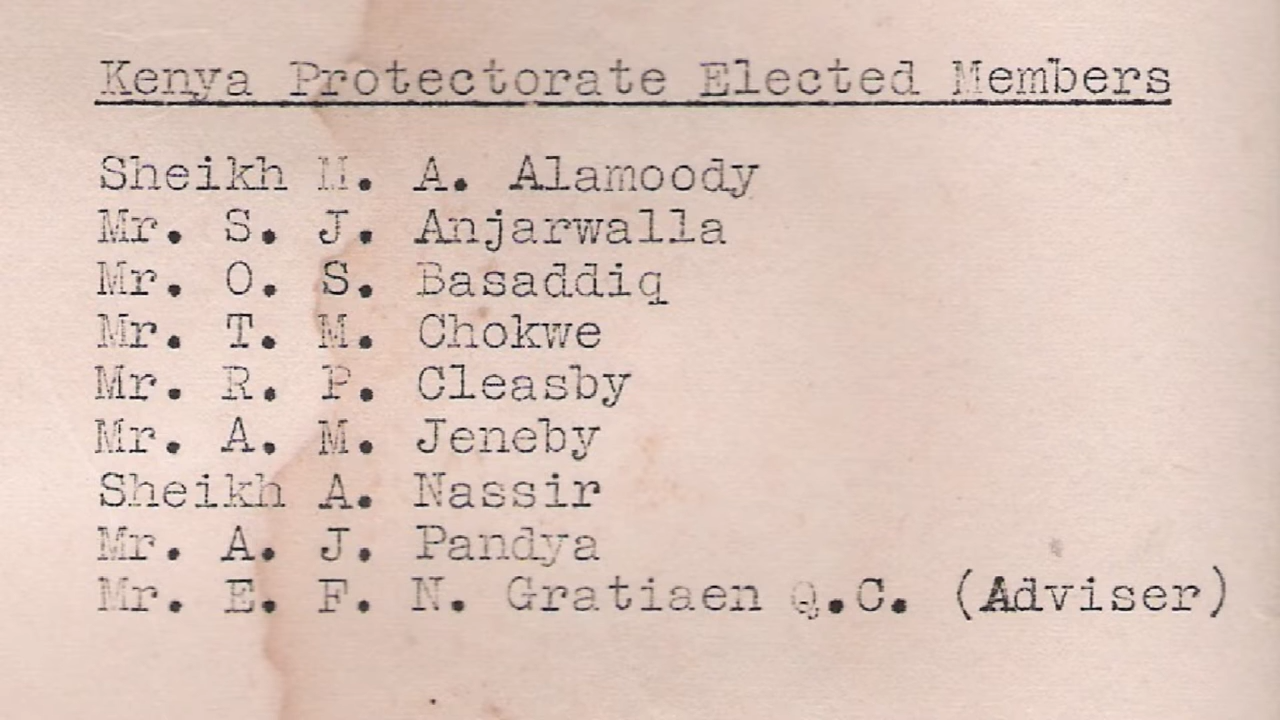 Kenya Protectorate Elected Members
Sheikh M. A. Alamoody
Mr. S. J. Anjarwalla
Mr. O. S. Basaddiq
Mr. T. M. Chokwe
Mr. R. P. Cleasby
Mr. A. M. Jeneby
Sheikh A. Nassir
Mr. A. J. Pandya
Mr. E. F. N. Gratiaen Q.C. (Adviser)